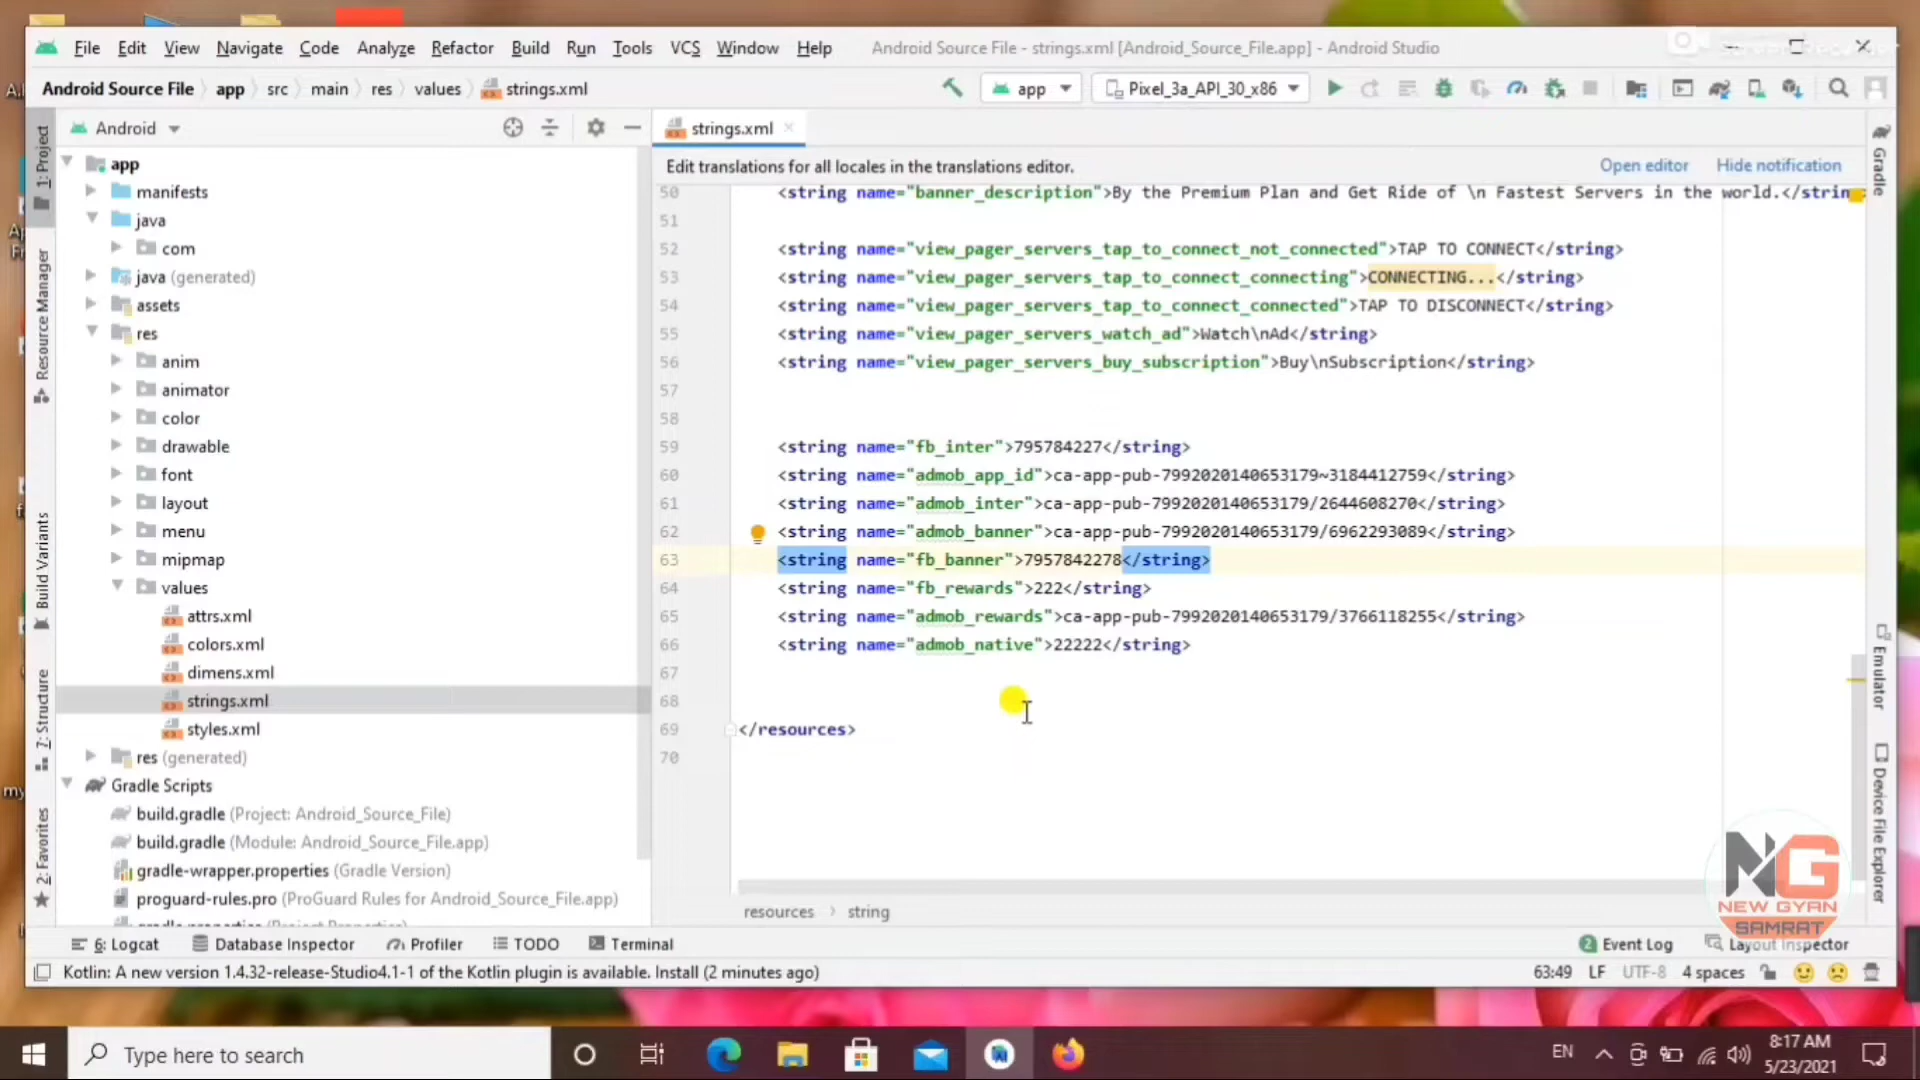 File Edit View Navigate Code Analyze Refactor Build Run Tools VCS Window Help Android Source File - strings.xml [Android_Source_File.app] - Android Studio
Android Source File app src main res values strings.xml app Pixel_3a_API_30_x86
Android strings.xml
Edit translations for all locales in the translations editor. Open editor Hide notification
1: Project
Resource Manager
Build Variants
7: Structure
2: Favorites
app
manifests
java
com
java (generated)
assets
res
anim
animator
color
drawable
font
layout
menu
mipmap
values
attrs.xml
colors.xml
dimens.xml
strings.xml
styles.xml
res (generated)
Gradle Scripts
build.gradle (Project: Android_Source_File)
build.gradle (Module: Android_Source_File.app)
gradle-wrapper.properties (Gradle Version)
proguard-rules.pro (ProGuard Rules for Android_Source_File.app)
gradle.properties (Project Properties)
50 <string name="banner_description">By the Premium Plan and Get Ride of \n Fastest Servers in the world.</strin
51
52 <string name="view_pager_servers_tap_to_connect_not_connected">TAP TO CONNECT</string>
53 <string name="view_pager_servers_tap_to_connect_connecting">CONNECTING...</string>
54 <string name="view_pager_servers_tap_to_connect_connected">TAP TO DISCONNECT</string>
55 <string name="view_pager_servers_watch_ad">Watch\nAd</string>
56 <string name="view_pager_servers_buy_subscription">Buy\nSubscription</string>
57
58
59 <string name="fb_inter">795784227</string>
60 <string name="admob_app_id">ca-app-pub-7992020140653179~3184412759</string>
61 <string name="admob_inter">ca-app-pub-7992020140653179/2644608270</string>
62 <string name="admob_banner">ca-app-pub-7992020140653179/6962293089</string>
63 <string name="fb_banner">7957842278</string>
64 <string name="fb_rewards">222</string>
65 <string name="admob_rewards">ca-app-pub-7992020140653179/3766118255</string>
66 <string name="admob_native">22222</string>
67
68
69 </resources>
70
resources string
Gradle
Emulator
Device File Explorer
NG
NEW GYAN
SAMRAT
6: Logcat Database Inspector Profiler TODO Terminal 2 Event Log Layout Inspector
Kotlin: A new version 1.4.32-release-Studio4.1-1 of the Kotlin plugin is available. Install (2 minutes ago) 63:49 LF UTF-8 4 spaces
Type here to search EN 8:17 AM
5/23/2021